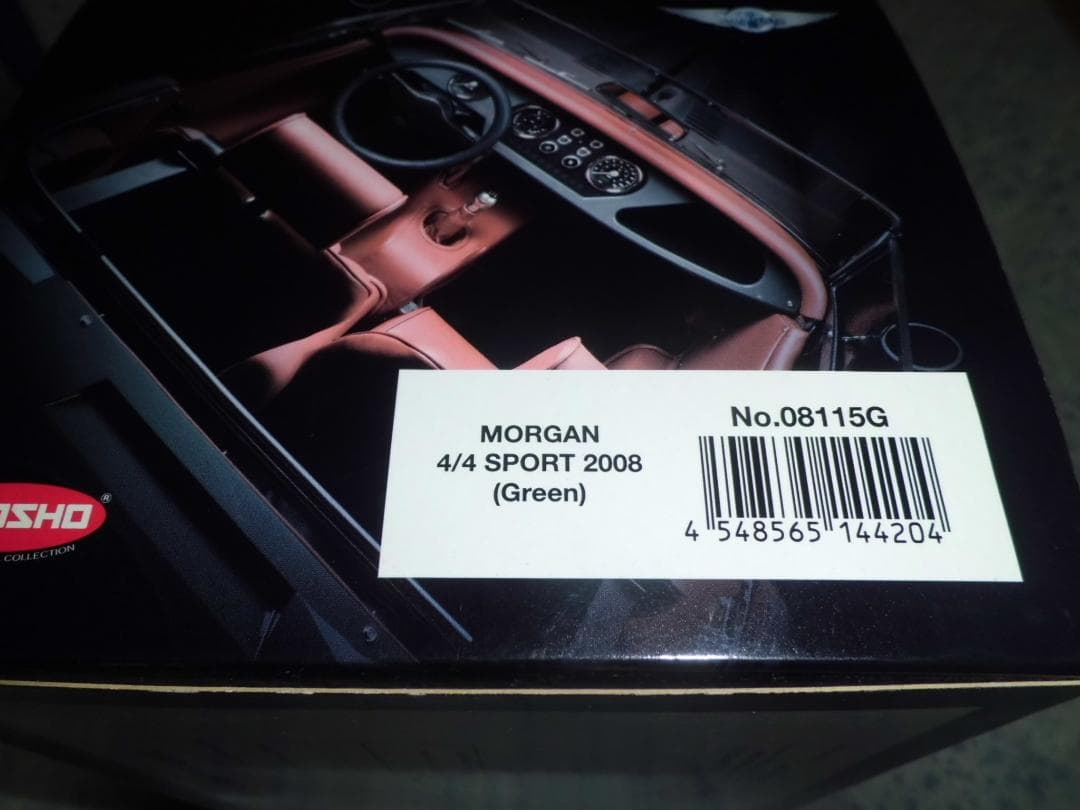 MORGAN
4/4 SPORT 2008
(Green)
No.08115G
4 548565 144204
OSHO®
COLLECTION